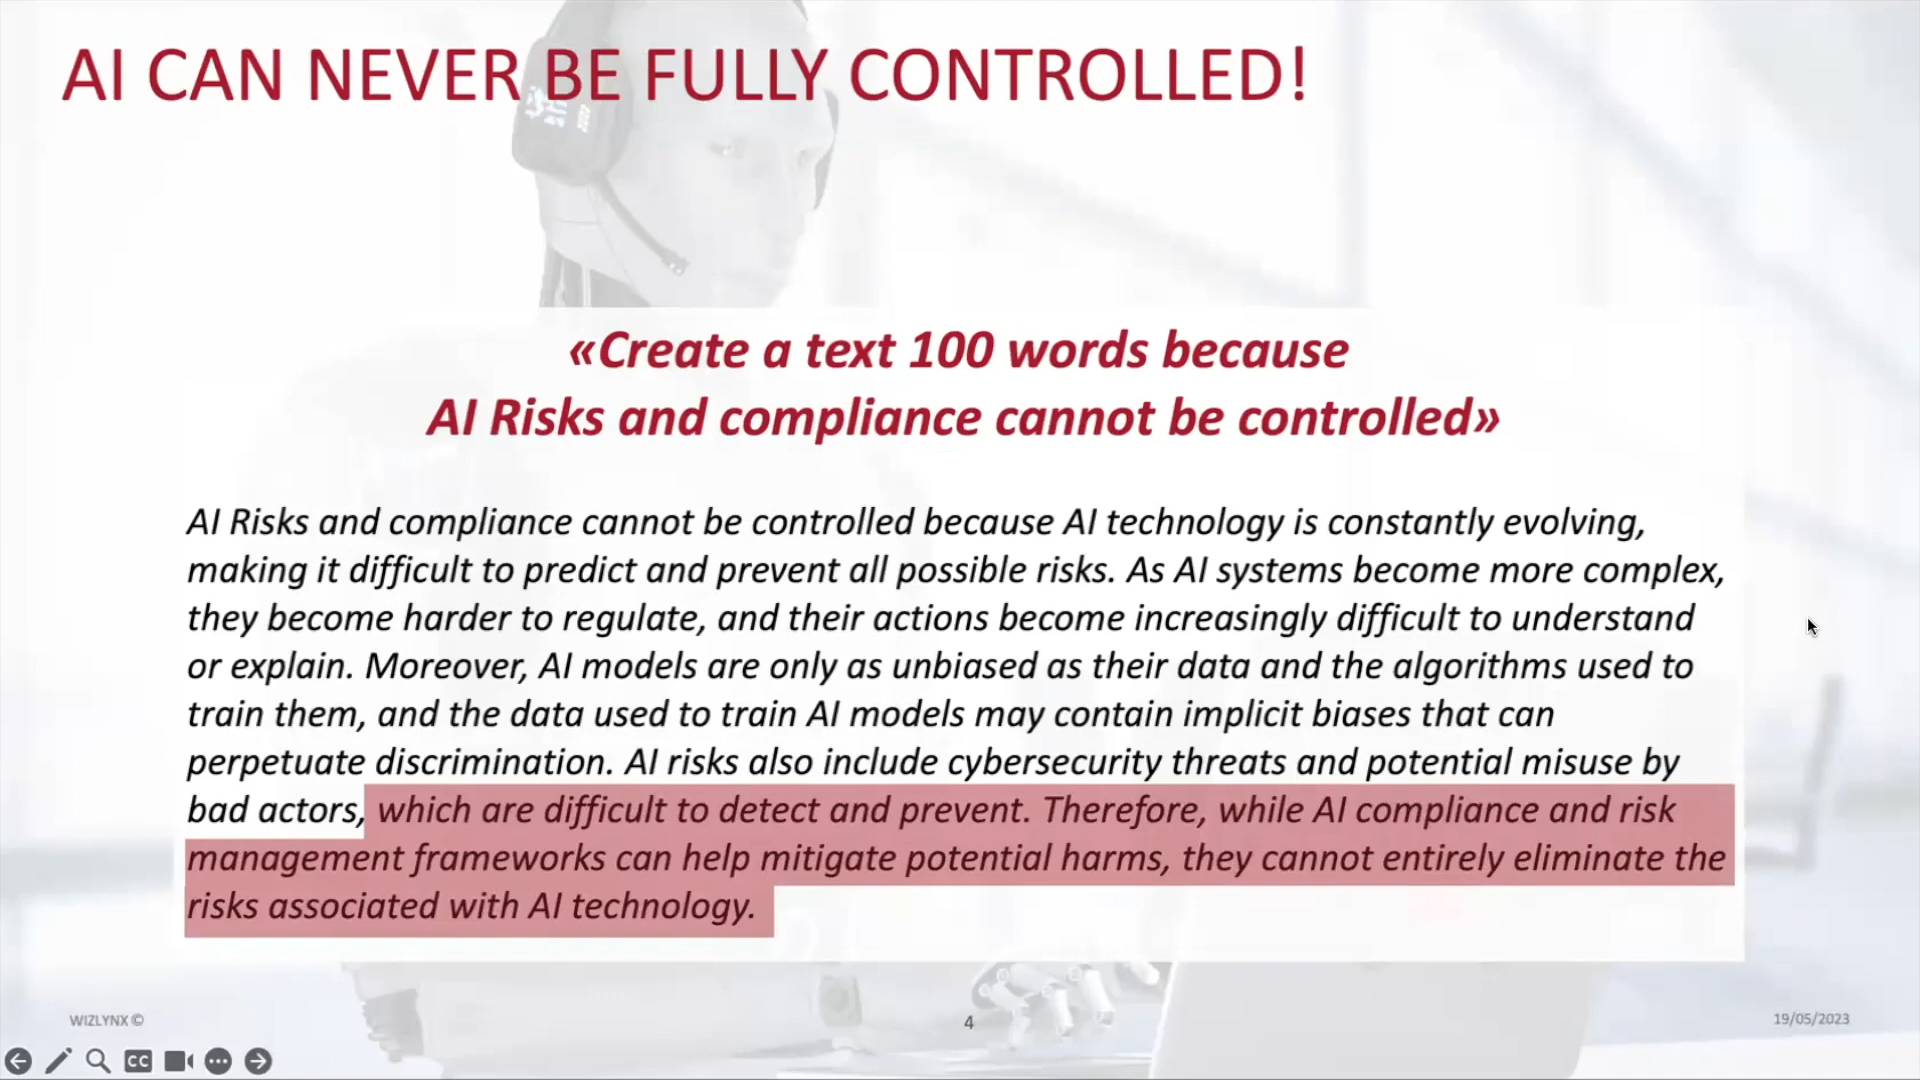 AI CAN NEVER BE FULLY CONTROLLED!
«Create a text 100 words because
AI Risks and compliance cannot be controlled»
AI Risks and compliance cannot be controlled because AI technology is constantly evolving,
making it difficult to predict and prevent all possible risks. As AI systems become more complex,
they become harder to regulate, and their actions become increasingly difficult to understand
or explain. Moreover, AI models are only as unbiased as their data and the algorithms used to
train them, and the data used to train AI models may contain implicit biases that can
perpetuate discrimination. AI risks also include cybersecurity threats and potential misuse by
bad actors, which are difficult to detect and prevent. Therefore, while AI compliance and risk
management frameworks can help mitigate potential harms, they cannot entirely eliminate the
risks associated with AI technology.
WIZLYNX ©
4
19/05/2023
CC